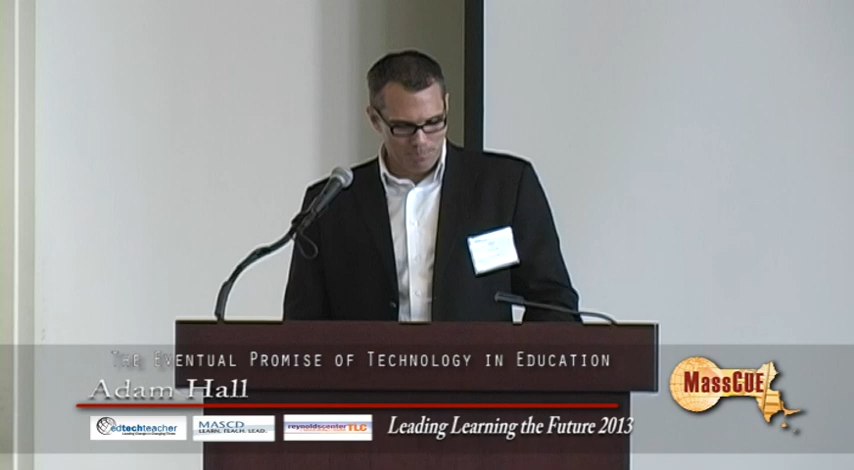 The Eventual Promise of Technology in Education
Adam Hall
MassCUE
edtechteacher
MASCD
LEARN. TEACH. LEAD.
reynoldscenter TLC
Leading Learning the Future 2013